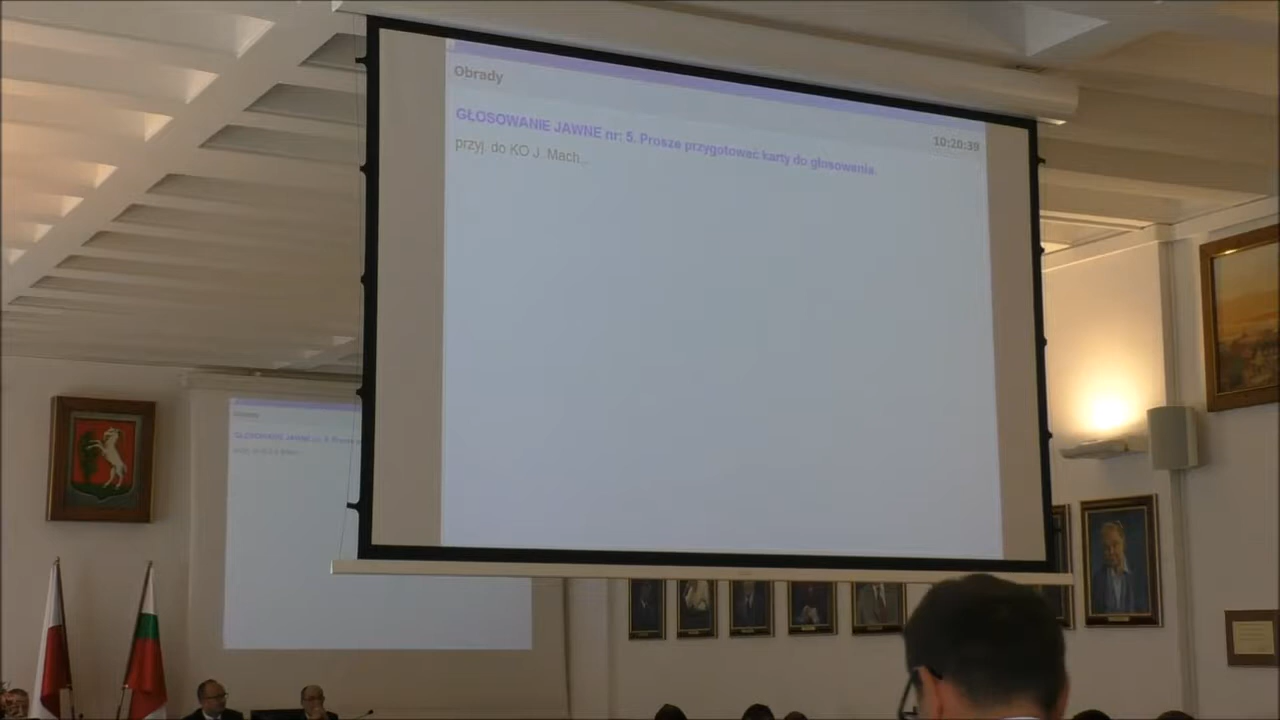 Obrady
10:20:39
GŁOSOWANIE JAWNE nr: 5. Proszę przygotować karty do głosowania.
przyj. do KO J. Mach...